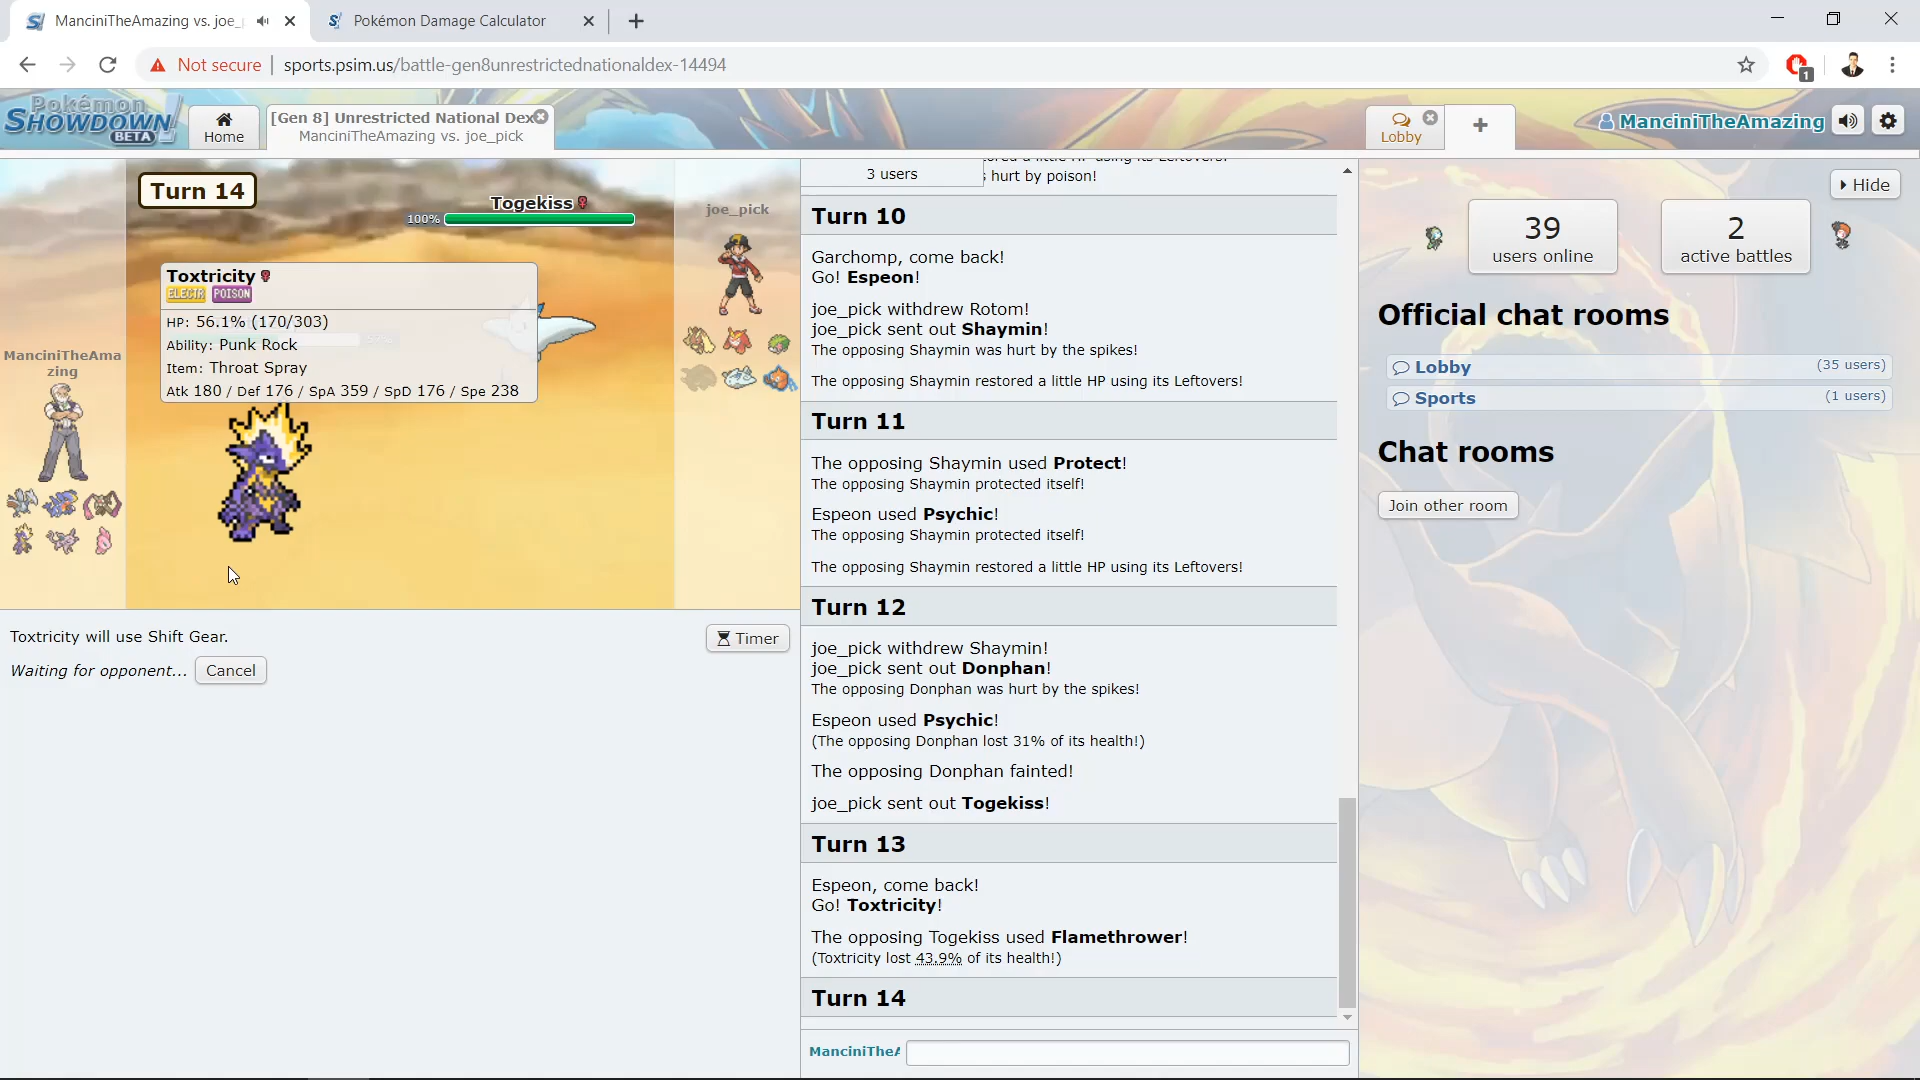 ManciniTheAmazing vs. joe_
Pokémon Damage Calculator
Not secure
sports.psim.us/battle-gen8unrestrictednationaldex-14494
1
Pokémon
SHOWDOWN
BETA
Home
[Gen 8] Unrestricted National Dex
ManciniTheAmazing vs. joe_pick
Lobby
ManciniTheAmazing
Turn 14
Togekiss
100%
joe_pick
Toxtricity
ELECTR POISON
HP: 56.1% (170/303)
Ability: Punk Rock
Item: Throat Spray
Atk 180 / Def 176 / SpA 359 / SpD 176 / Spe 238
ManciniTheAma
zing
Toxtricity will use Shift Gear.
Timer
Waiting for opponent...
Cancel
3 users
ored a little HP using its Leftovers!
hurt by poison!
Turn 10
Garchomp, come back!
Go! Espeon!
joe_pick withdrew Rotom!
joe_pick sent out Shaymin!
The opposing Shaymin was hurt by the spikes!
The opposing Shaymin restored a little HP using its Leftovers!
Turn 11
The opposing Shaymin used Protect!
The opposing Shaymin protected itself!
Espeon used Psychic!
The opposing Shaymin protected itself!
The opposing Shaymin restored a little HP using its Leftovers!
Turn 12
joe_pick withdrew Shaymin!
joe_pick sent out Donphan!
The opposing Donphan was hurt by the spikes!
Espeon used Psychic!
(The opposing Donphan lost 31% of its health!)
The opposing Donphan fainted!
joe_pick sent out Togekiss!
Turn 13
Espeon, come back!
Go! Toxtricity!
The opposing Togekiss used Flamethrower!
(Toxtricity lost 43.9% of its health!)
Turn 14
ManciniTheA
Hide
39
users online
2
active battles
Official chat rooms
Lobby (35 users)
Sports (1 users)
Chat rooms
Join other room